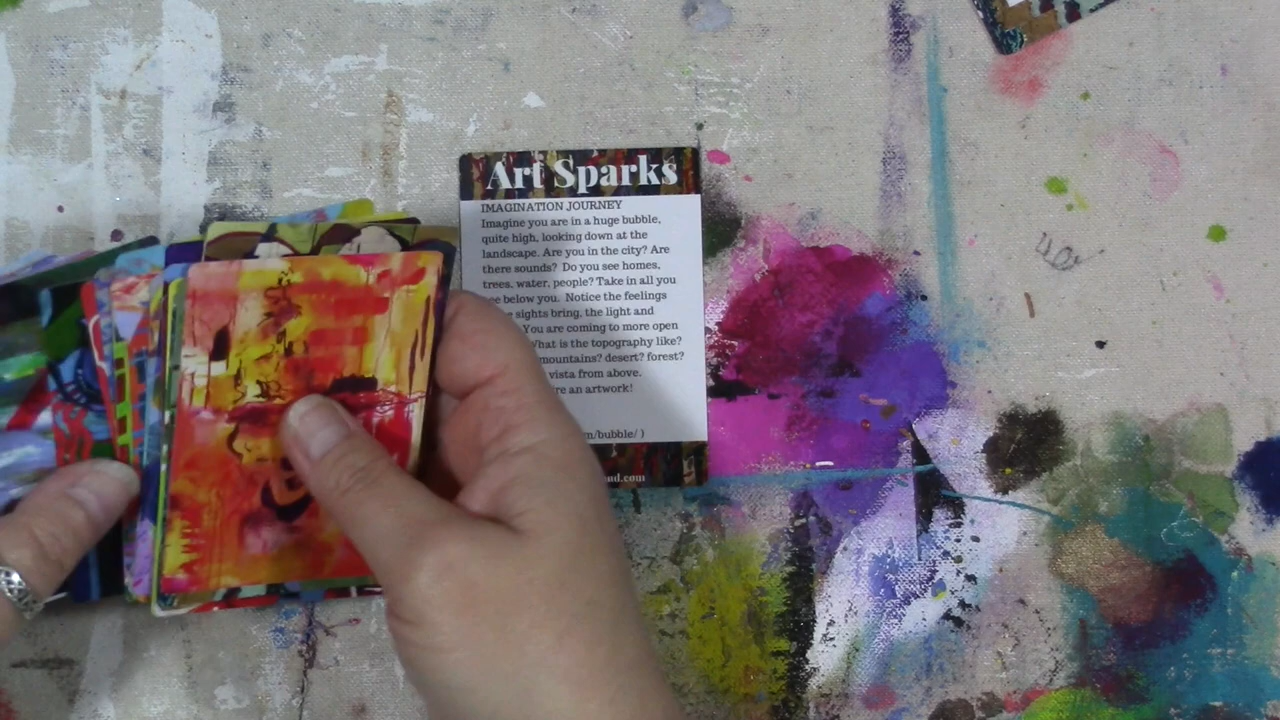 Art Sparks
IMAGINATION JOURNEY
Imagine you are in a huge bubble,
quite high, looking down at the
landscape. Are you in the city? Are
there sounds? Do you see homes,
trees, water, people? Take in all you
below you. Notice the feelings
sights bring, the light and
You are coming to more open
What is the topography like?
mountains? desert? forest?
vista from above.
an artwork!
m/bubble/ )